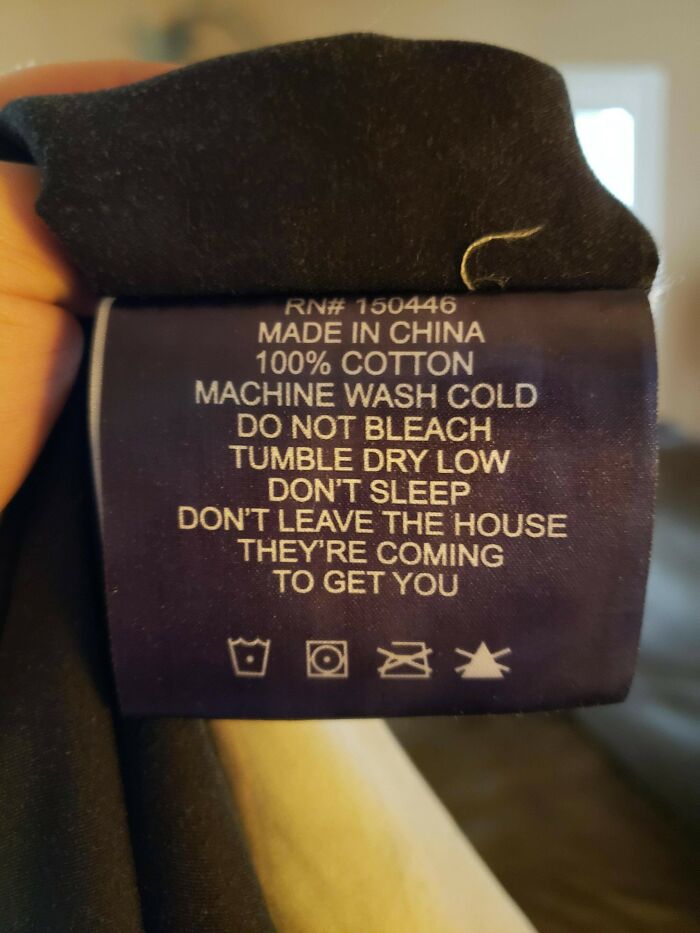 RN# 150446
MADE IN CHINA
100% COTTON
MACHINE WASH COLD
DO NOT BLEACH
TUMBLE DRY LOW
DON'T SLEEP
DON'T LEAVE THE HOUSE
THEY'RE COMING
TO GET YOU